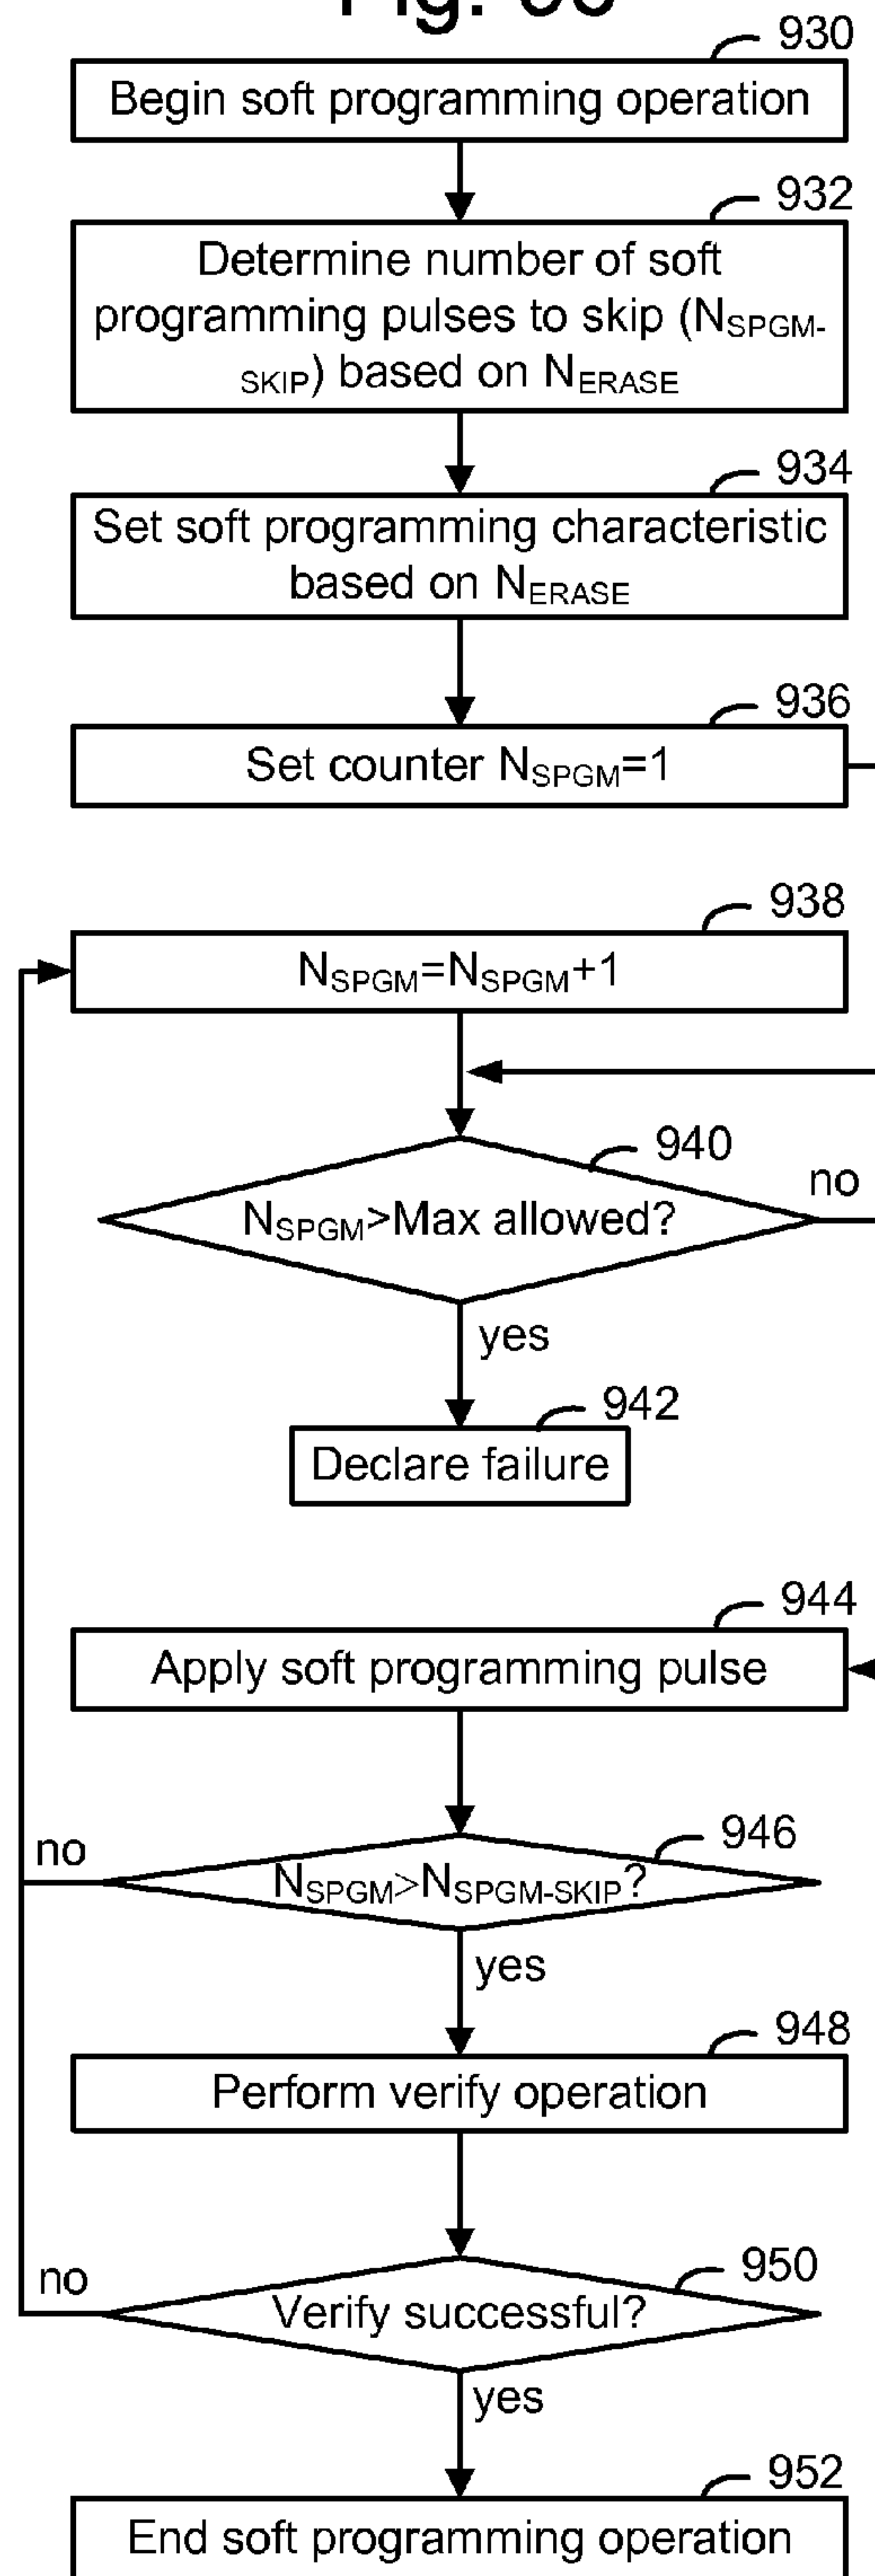 930
Begin soft programming operation
932
Determine number of soft
programming pulses to skip (NSPGM-
SKIP) based on NERASE
934
Set soft programming characteristic
based on NERASE
936
Set counter NSPGM=1
938
NSPGM=NSPGM+1
940
NSPGM>Max allowed?
no
yes
942
Declare failure
944
Apply soft programming pulse
946
no
NSPGM>NSPGM-SKIP?
yes
948
Perform verify operation
950
no
Verify successful?
yes
952
End soft programming operation